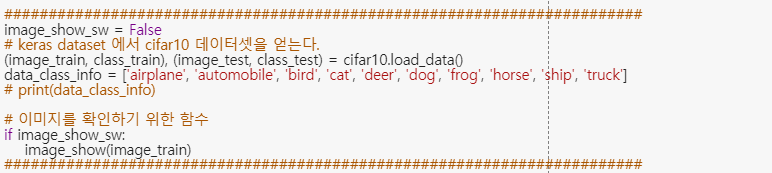 ########################################################################
image_show_sw = False
# keras dataset 에서 cifar10 데이터셋을 얻는다.
(image_train, class_train), (image_test, class_test) = cifar10.load_data()
data_class_info = ['airplane', 'automobile', 'bird', 'cat', 'deer', 'dog', 'frog', 'horse', 'ship', 'truck']
# print(data_class_info)
# 이미지를 확인하기 위한 함수
if image_show_sw:
    image_show(image_train)
########################################################################